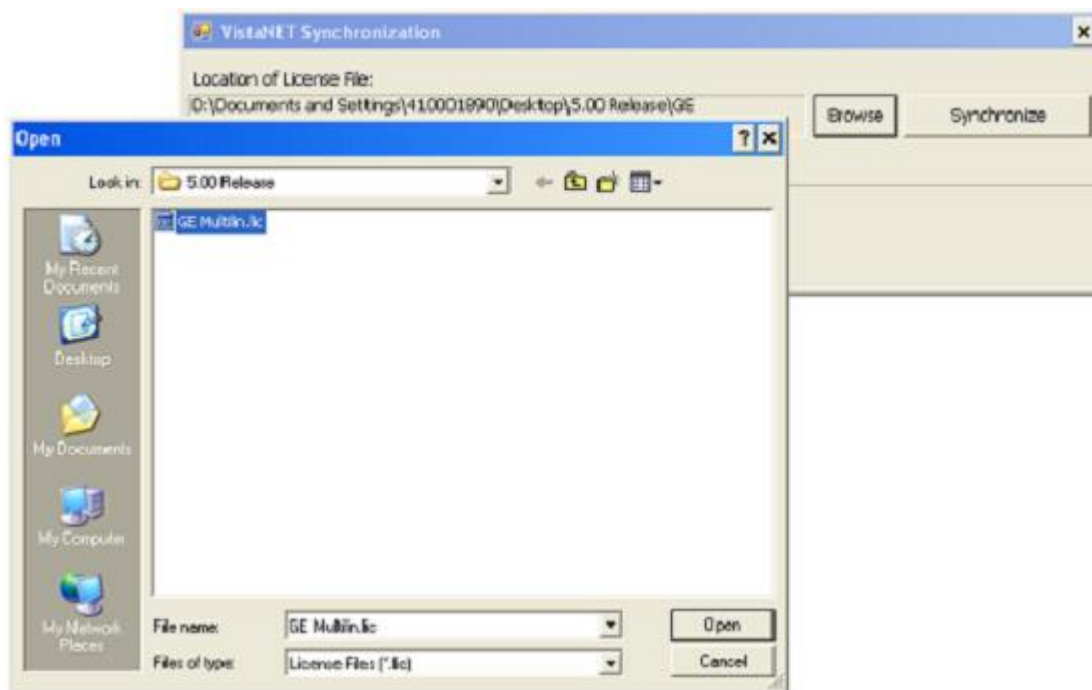 VistaNET Synchronization
Location of License File:
D:\Documents and Settings\410001890\Desktop\5.00 Release\GE
Browse
Synchronize
Open
Look in:
5.00 Release
GE Multilin.lic
My Recent
Documents
Desktop
My Documents
My Computer
My Network
Places
File name:
GE Multilin.lic
Open
Files of type:
License Files (*.lic)
Cancel